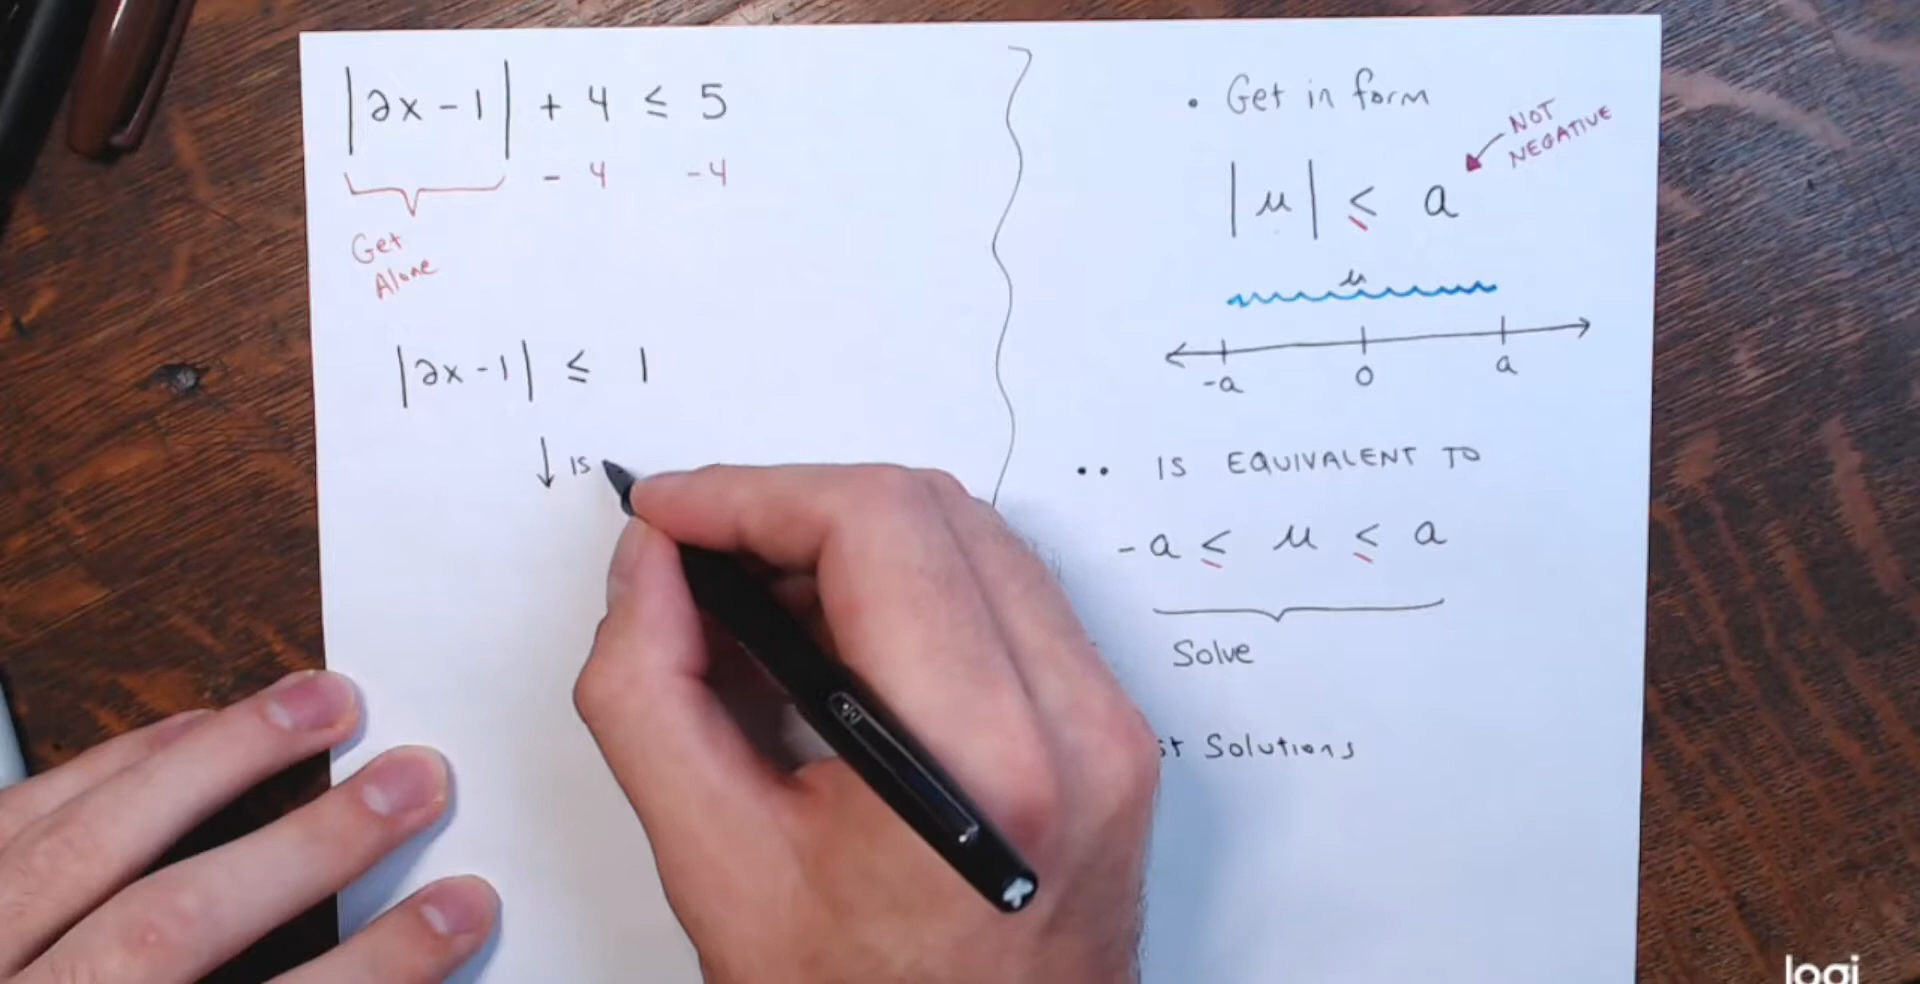 |2x - 1| + 4 ≤ 5
- 4 -4
Get
Alone
|2x - 1| ≤ 1
↓ is
• Get in form
NOT
NEGATIVE
|u| ≤ a
u
-a 0 a
•• IS EQUIVALENT TO
-a ≤ u ≤ a
Solve
Solutions
logi